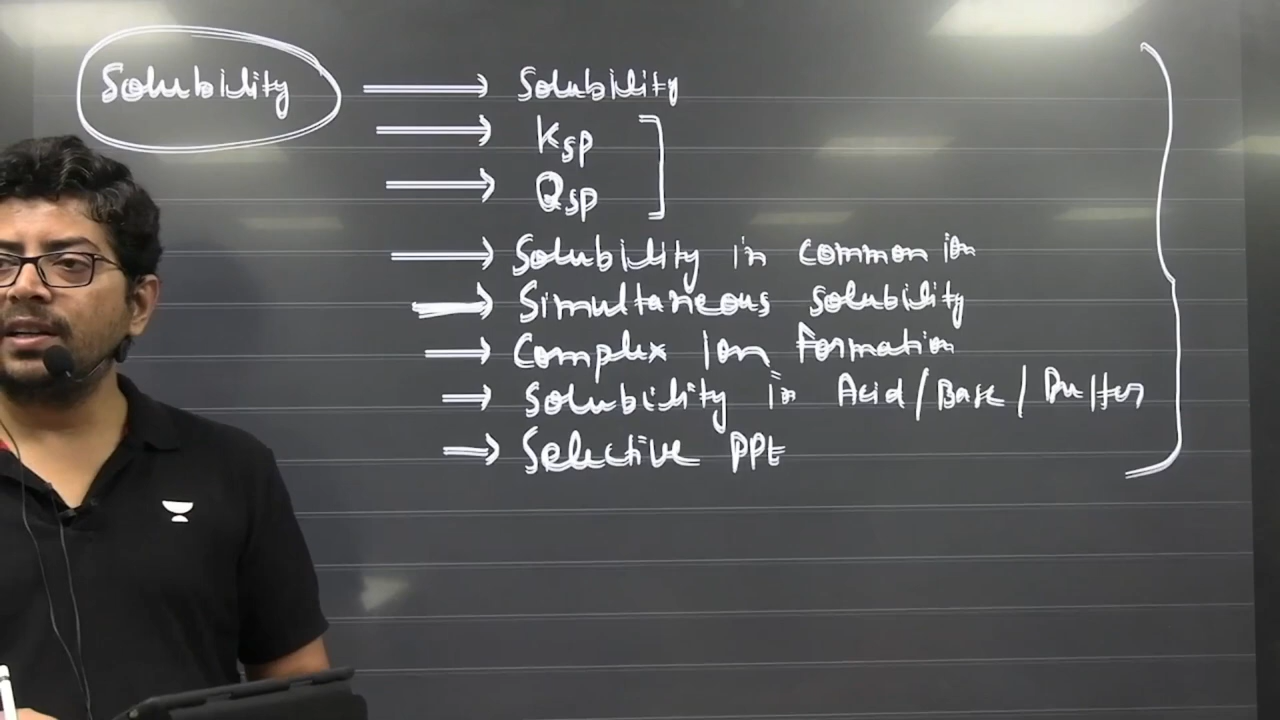 Solubility → Solubility
→ Ksp
→ Qsp
→ Solubility in common ion
→ Simultaneous solubility
→ Complex ion Formation
→ Solubility in Acid/Base/Buffer
→ Selective PPt